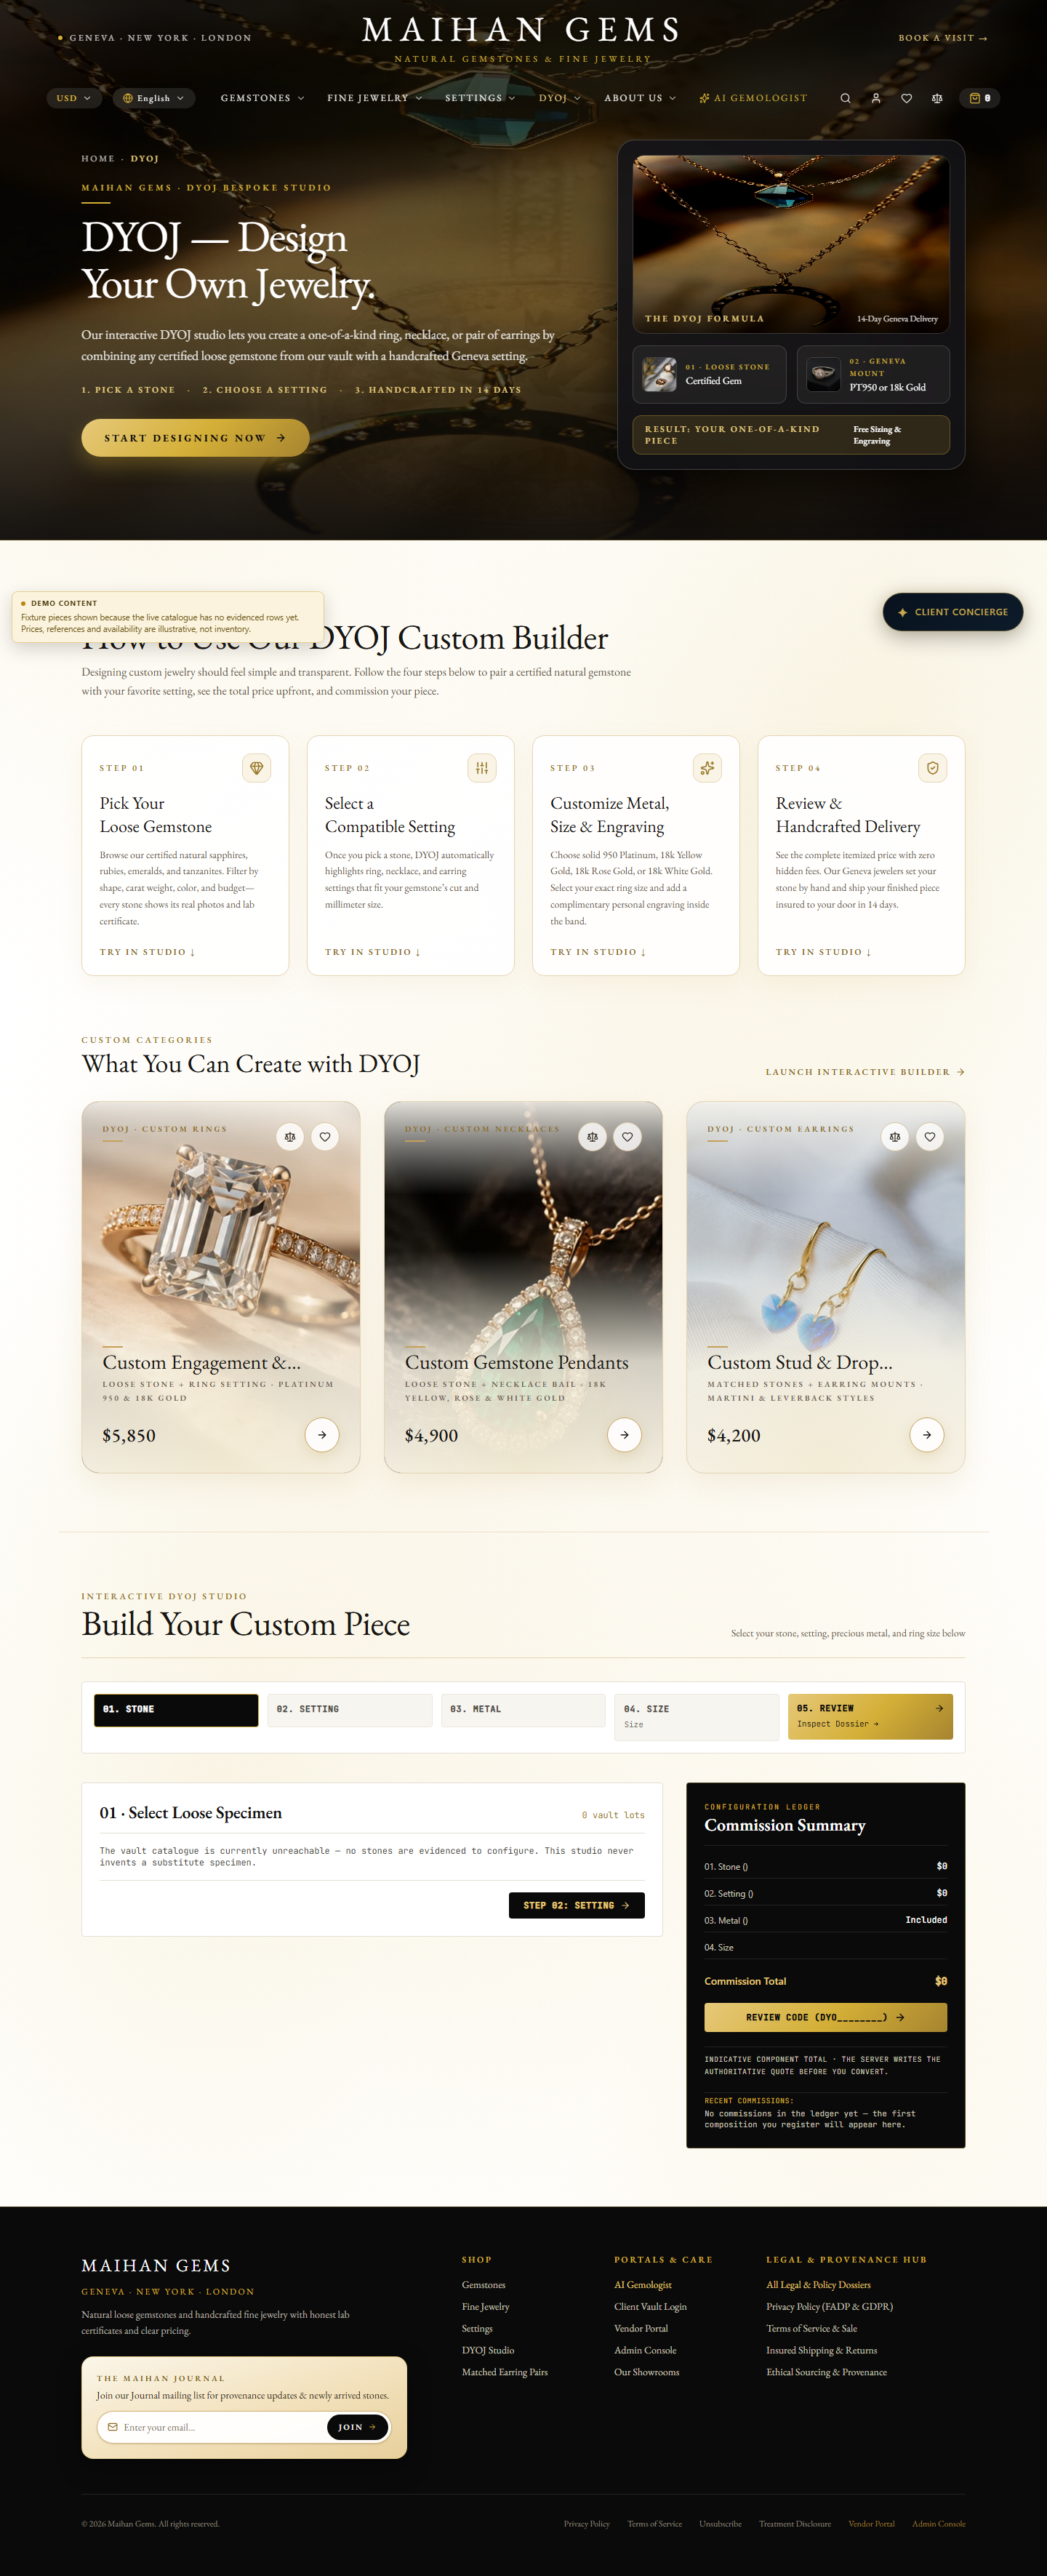 GENEVA · NEW YORK · LONDON
MAIHAN GEMS
NATURAL GEMSTONES & FINE JEWELRY
BOOK A VISIT →
USD
English
GEMSTONES
FINE JEWELRY
SETTINGS
DYOJ
ABOUT US
AI GEMOLOGIST
0
HOME · DYOJ
MAIHAN GEMS · DYOJ BESPOKE STUDIO
DYOJ — Design
Your Own Jewelry.
Our interactive DYOJ studio lets you create a one-of-a-kind ring, necklace, or pair of earrings by
combining any certified loose gemstone from our vault with a handcrafted Geneva setting.
1. PICK A STONE · 2. CHOOSE A SETTING · 3. HANDCRAFTED IN 14 DAYS
START DESIGNING NOW →
THE DYOJ FORMULA
14-Day Geneva Delivery
01 · LOOSE STONE
Certified Gem
02 · GENEVA
MOUNT
PT950 or 18k Gold
RESULT: YOUR ONE-OF-A-KIND
PIECE
Free Sizing &
Engraving
DEMO CONTENT
Fixture pieces shown because the live catalogue has no evidenced rows yet.
Prices, references and availability are illustrative, not inventory.
CLIENT CONCIERGE
How to Use Our DYOJ Custom Builder
Designing custom jewelry should feel simple and transparent. Follow the four steps below to pair a certified natural gemstone
with your favorite setting, see the total price upfront, and commission your piece.
STEP 01
Pick Your
Loose Gemstone
Browse our certified natural sapphires,
rubies, emeralds, and tanzanites. Filter by
shape, carat weight, color, and budget—
every stone shows its real photos and lab
certificate.
TRY IN STUDIO ↓
STEP 02
Select a
Compatible Setting
Once you pick a stone, DYOJ automatically
highlights ring, necklace, and earring
settings that fit your gemstone's cut and
millimeter size.
TRY IN STUDIO ↓
STEP 03
Customize Metal,
Size & Engraving
Choose solid 950 Platinum, 18k Yellow
Gold, 18k Rose Gold, or 18k White Gold.
Select your exact ring size and add a
complimentary personal engraving inside
the band.
TRY IN STUDIO ↓
STEP 04
Review &
Handcrafted Delivery
See the complete itemized price with zero
hidden fees. Our Geneva jewelers set your
stone by hand and ship your finished piece
insured to your door in 14 days.
TRY IN STUDIO ↓
CUSTOM CATEGORIES
What You Can Create with DYOJ
LAUNCH INTERACTIVE BUILDER →
DYOJ · CUSTOM RINGS
Custom Engagement &...
LOOSE STONE + RING SETTING · PLATINUM
950 & 18K GOLD
$5,850
DYOJ · CUSTOM NECKLACES
Custom Gemstone Pendants
LOOSE STONE + NECKLACE BAIL · 18K
YELLOW, ROSE & WHITE GOLD
$4,900
DYOJ · CUSTOM EARRINGS
Custom Stud & Drop...
MATCHED STONES + EARRING MOUNTS ·
MARTINI & LEVERBACK STYLES
$4,200
INTERACTIVE DYOJ STUDIO
Build Your Custom Piece
Select your stone, setting, precious metal, and ring size below
01. STONE
02. SETTING
03. METAL
04. SIZE
Size
05. REVIEW →
Inspect Dossier →
01 · Select Loose Specimen
0 vault lots
The vault catalogue is currently unreachable — no stones are evidenced to configure. This studio never
invents a substitute specimen.
STEP 02: SETTING →
CONFIGURATION LEDGER
Commission Summary
01. Stone () $0
02. Setting () $0
03. Metal () Included
04. Size
Commission Total $0
REVIEW CODE (DYO________) →
INDICATIVE COMPONENT TOTAL · THE SERVER WRITES THE
AUTHORITATIVE QUOTE BEFORE YOU CONVERT.
RECENT COMMISSIONS:
No commissions in the ledger yet — the first
composition you register will appear here.
MAIHAN GEMS
GENEVA · NEW YORK · LONDON
Natural loose gemstones and handcrafted fine jewelry with honest lab
certificates and clear pricing.
THE MAIHAN JOURNAL
Join our Journal mailing list for provenance updates & newly arrived stones.
Enter your email...
JOIN →
SHOP
Gemstones
Fine Jewelry
Settings
DYOJ Studio
Matched Earring Pairs
PORTALS & CARE
AI Gemologist
Client Vault Login
Vendor Portal
Admin Console
Our Showrooms
LEGAL & PROVENANCE HUB
All Legal & Policy Dossiers
Privacy Policy (FADP & GDPR)
Terms of Service & Sale
Insured Shipping & Returns
Ethical Sourcing & Provenance
© 2026 Maihan Gems. All rights reserved.
Privacy Policy
Terms of Service
Unsubscribe
Treatment Disclosure
Vendor Portal
Admin Console